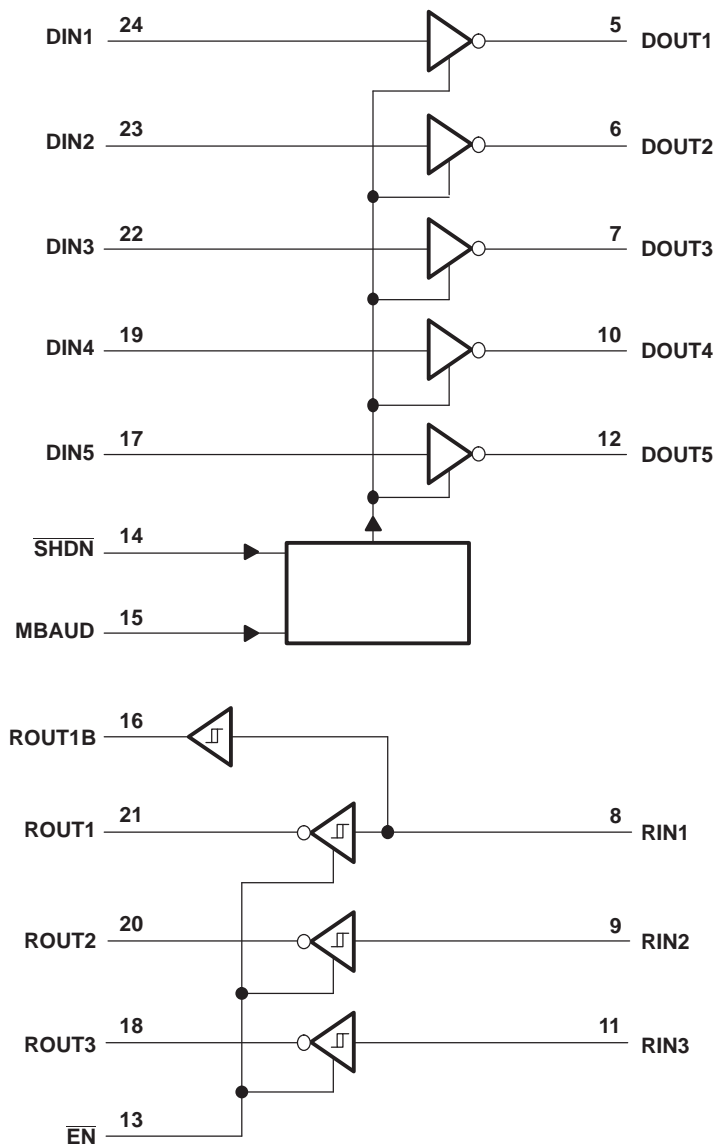 DIN1 24 5 DOUT1
DIN2 23 6 DOUT2
DIN3 22 7 DOUT3
DIN4 19 10 DOUT4
DIN5 17 12 DOUT5
SHDN 14
MBAUD 15
ROUT1B 16
ROUT1 21 8 RIN1
ROUT2 20 9 RIN2
ROUT3 18 11 RIN3
EN 13